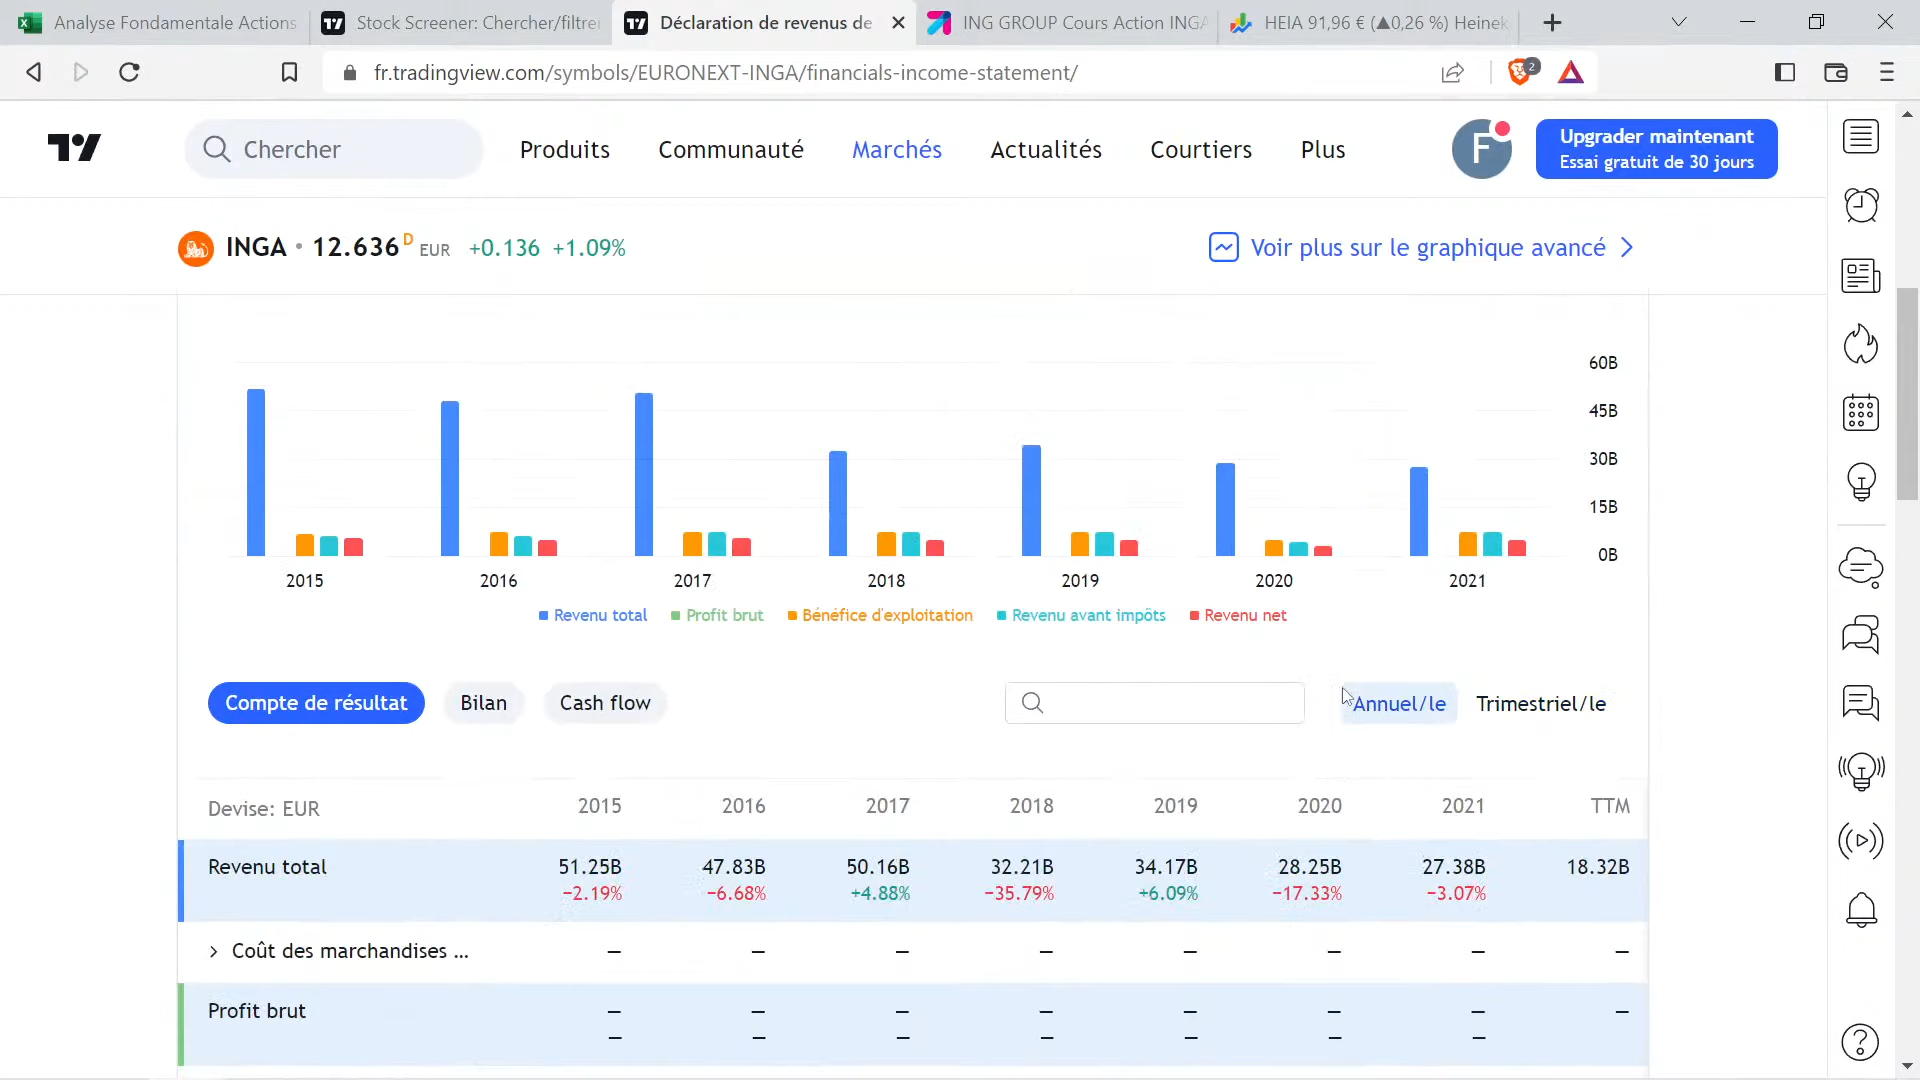 Analyse Fondamentale Actions
Stock Screener: Chercher/filtre
Déclaration de revenus de
ING GROUP Cours Action INGA
HEIA 91,96 € (▲0,26 %) Heinek
fr.tradingview.com/symbols/EURONEXT-INGA/financials-income-statement/
2
Chercher
Produits
Communauté
Marchés
Actualités
Courtiers
Plus
F
Upgrader maintenant
Essai gratuit de 30 jours
INGA • 12.636 D EUR +0.136 +1.09%
Voir plus sur le graphique avancé
60B
45B
30B
15B
0B
2015 2016 2017 2018 2019 2020 2021
Revenu total Profit brut Bénéfice d'exploitation Revenu avant impôts Revenu net
Compte de résultat Bilan Cash flow Annuel/le Trimestriel/le
Devise: EUR 2015 2016 2017 2018 2019 2020 2021 TTM
Revenu total 51.25B 47.83B 50.16B 32.21B 34.17B 28.25B 27.38B 18.32B
−2.19% −6.68% +4.88% −35.79% +6.09% −17.33% −3.07%
Coût des marchandises ... — — — — — — — —
Profit brut — — — — — — — —
— — — — — — —